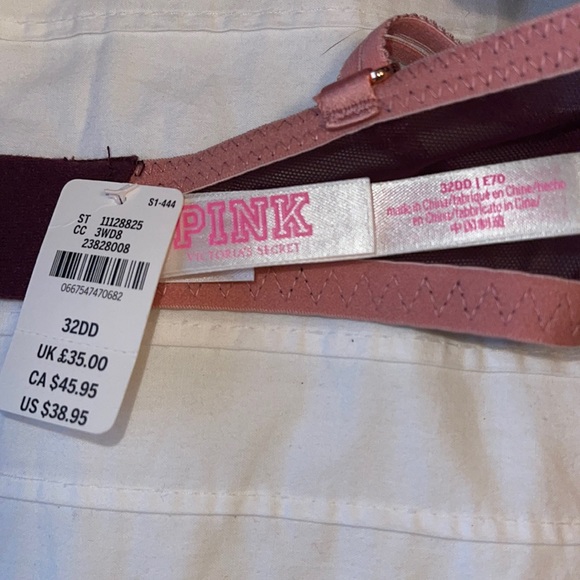 S1-444
ST 11128825
CC 3WD8
23828008
0667547470682
32DD
UK £35.00
CA $45.95
US $38.95
PINK
VICTORIA'S SECRET
32DD | E70
made in China/fabriqué en Chine/hecho
en China/fabbricato in Cina/
中国制造